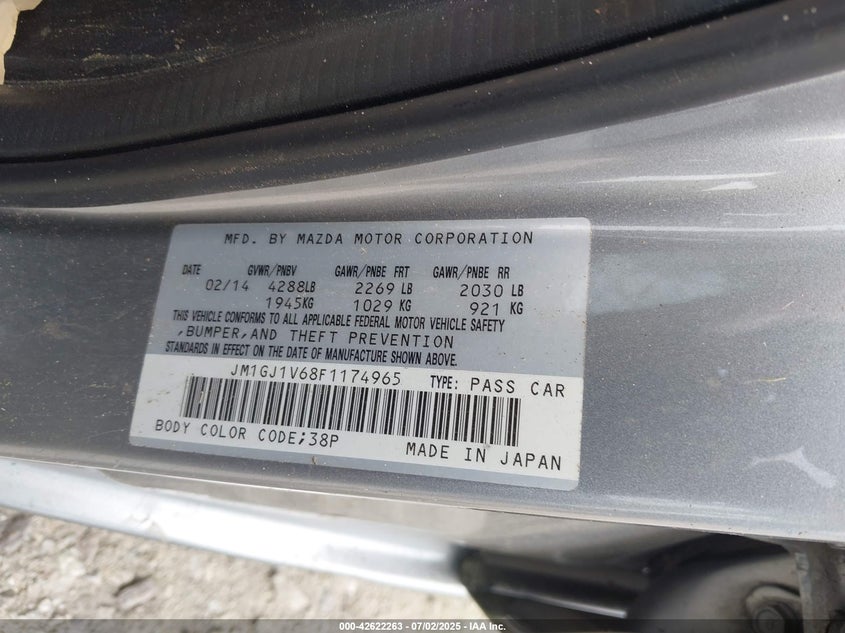 MFD. BY MAZDA MOTOR CORPORATION
DATE GVWR/PNBV GAWR/PNBE FRT GAWR/PNBE RR
02/14 4288LB 2269 LB 2030 LB
1945KG 1029 KG 921 KG
THIS VEHICLE CONFORMS TO ALL APPLICABLE FEDERAL MOTOR VEHICLE SAFETY
,BUMPER,AND THEFT PREVENTION
STANDARDS IN EFFECT ON THE DATE OF MANUFACTURE SHOWN ABOVE.
JM1GJ1V68F1174965 TYPE: PASS CAR
BODY COLOR CODE;38P MADE IN JAPAN
000-42622263 - 07/02/2025 - IAA Inc.